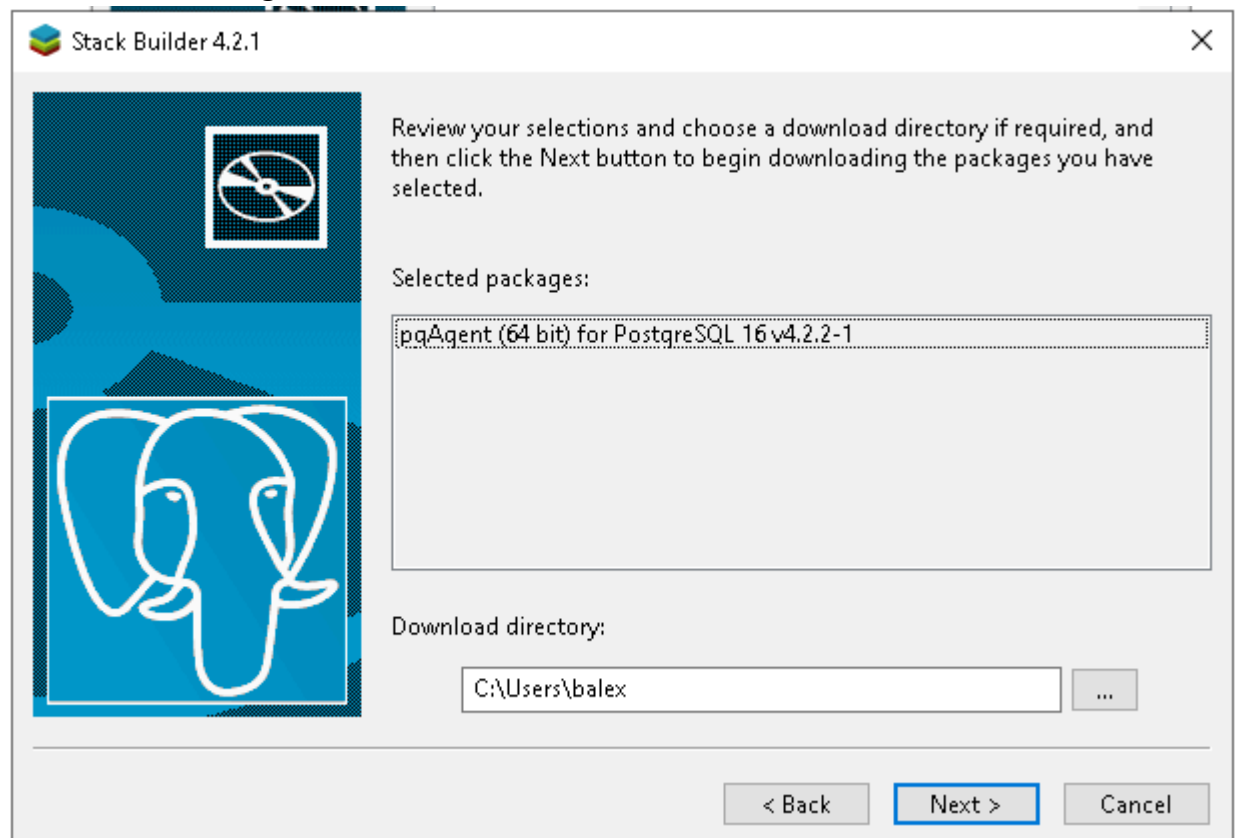 Stack Builder 4.2.1
Review your selections and choose a download directory if required, and
then click the Next button to begin downloading the packages you have
selected.
Selected packages:
pgAgent (64 bit) for PostgreSQL 16 v4.2.2-1
Download directory:
C:\Users\balex
...
< Back
Next >
Cancel